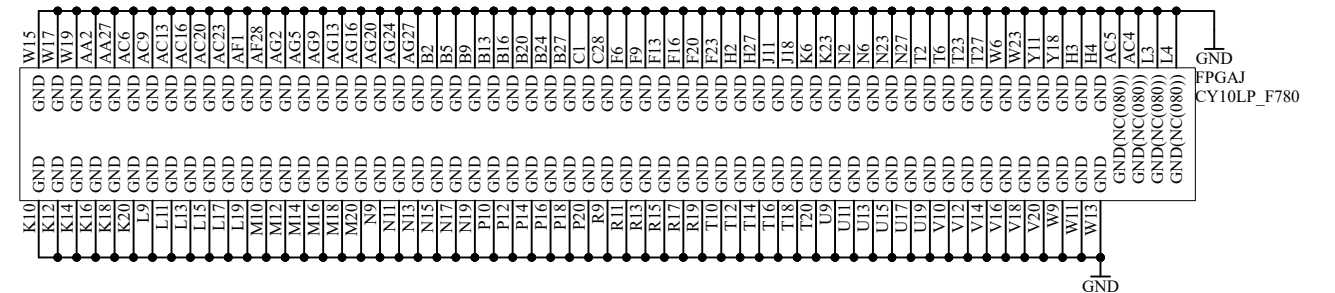 W15 W17 W19 AA2 AA27 AC6 AC9 AC13 AC16 AC20 AC23 AF1 AF28 AG2 AG5 AG9 AG13 AG16 AG20 AG24 AG27 B2 B5 B9 B13 B16 B20 B24 B27 C1 C28 F6 F9 F13 F16 F20 F23 H2 H27 J11 J18 K6 K23 N2 N6 N23 N27 T2 T6 T23 T27 W6 W23 Y11 Y18 H3 H4 AC5 AC4 L3 L4
GND
FPGAJ
CY10LP_F780
GND GND GND GND GND GND GND GND GND GND GND GND GND GND GND GND GND GND GND GND GND GND GND GND GND GND GND GND GND GND GND GND GND GND GND GND GND GND GND GND GND GND GND GND GND GND GND GND GND GND GND GND GND GND GND GND GND GND(NC(080)) GND(NC(080)) GND(NC(080)) GND(NC(080))
GND GND GND GND GND GND GND GND GND GND GND GND GND GND GND GND GND GND GND GND GND GND GND GND GND GND GND GND GND GND GND GND GND GND GND GND GND GND GND GND GND GND GND GND GND GND GND GND GND GND GND GND GND GND GND GND GND
K10 K12 K14 K16 K18 K20 L9 L11 L13 L15 L17 L19 M10 M12 M14 M16 M18 M20 N9 N11 N13 N15 N17 N19 P10 P12 P14 P16 P18 P20 R9 R11 R13 R15 R17 R19 T10 T12 T14 T16 T18 T20 U9 U11 U13 U15 U17 U19 V10 V12 V14 V16 V18 V20 W9 W11 W13
GND